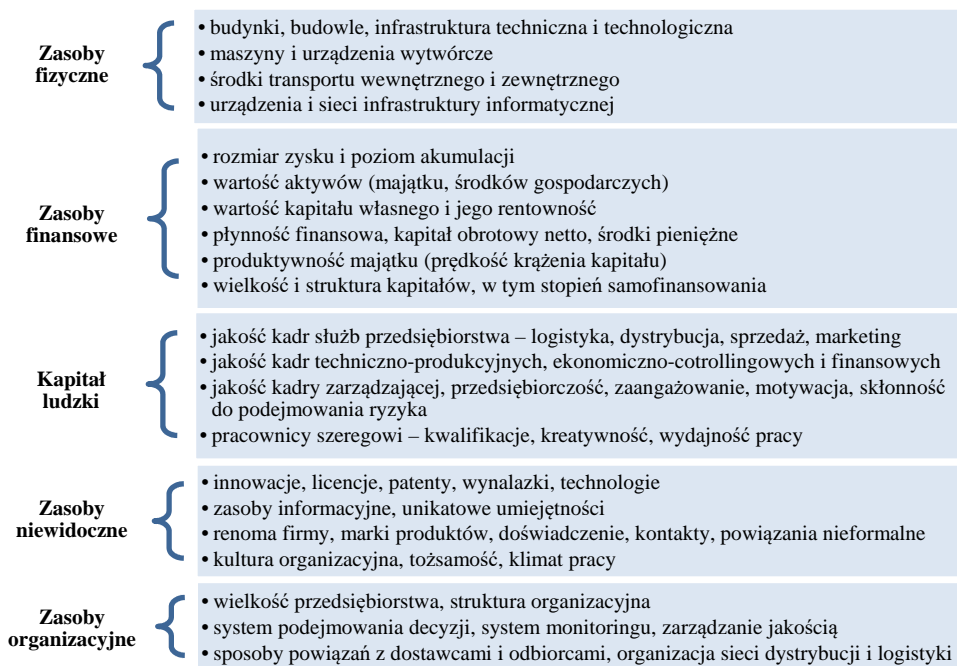 Zasoby
fizyczne
• budynki, budowle, infrastruktura techniczna i technologiczna
• maszyny i urządzenia wytwórcze
• środki transportu wewnętrznego i zewnętrznego
• urządzenia i sieci infrastruktury informatycznej
Zasoby
finansowe
• rozmiar zysku i poziom akumulacji
• wartość aktywów (majątku, środków gospodarczych)
• wartość kapitału własnego i jego rentowność
• płynność finansowa, kapitał obrotowy netto, środki pieniężne
• produktywność majątku (prędkość krążenia kapitału)
• wielkość i struktura kapitałów, w tym stopień samofinansowania
Kapitał
ludzki
• jakość kadr służb przedsiębiorstwa – logistyka, dystrybucja, sprzedaż, marketing
• jakość kadr techniczno-produkcyjnych, ekonomiczno-cotrollingowych i finansowych
• jakość kadry zarządzającej, przedsiębiorczość, zaangażowanie, motywacja, skłonność
do podejmowania ryzyka
• pracownicy szeregowi – kwalifikacje, kreatywność, wydajność pracy
Zasoby
niewidoczne
• innowacje, licencje, patenty, wynalazki, technologie
• zasoby informacyjne, unikatowe umiejętności
• renoma firmy, marki produktów, doświadczenie, kontakty, powiązania nieformalne
• kultura organizacyjna, tożsamość, klimat pracy
Zasoby
organizacyjne
• wielkość przedsiębiorstwa, struktura organizacyjna
• system podejmowania decyzji, system monitoringu, zarządzanie jakością
• sposoby powiązań z dostawcami i odbiorcami, organizacja sieci dystrybucji i logistyki